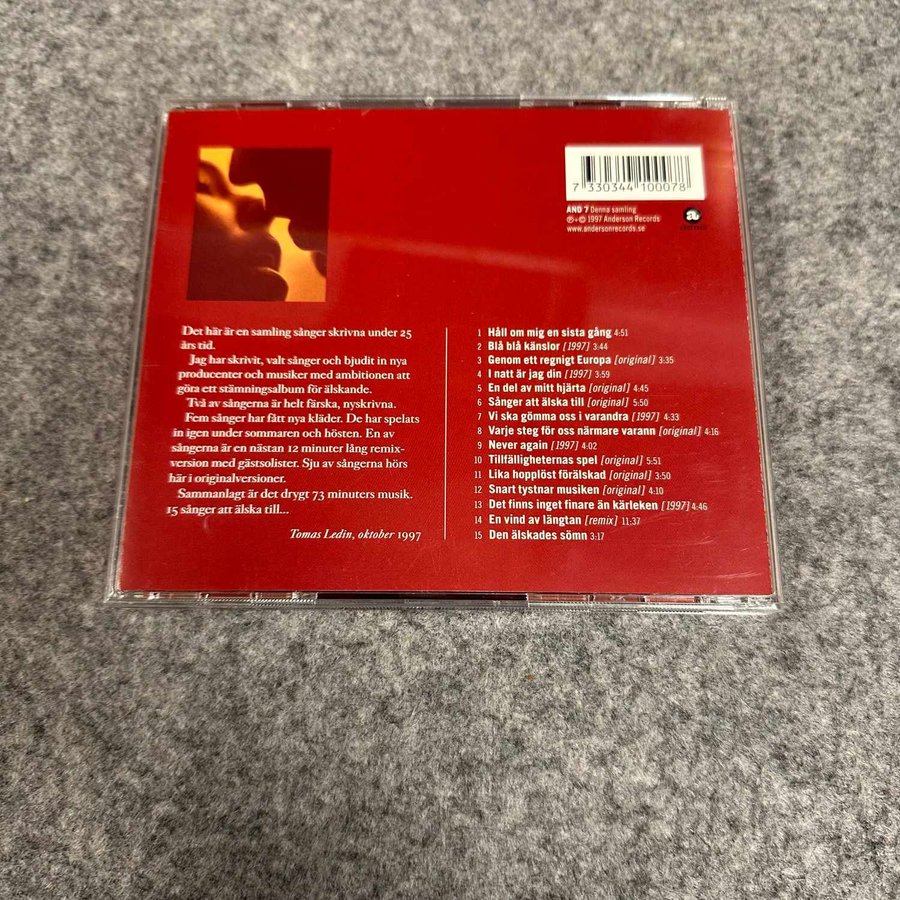 7 330344 100078
AND 7 Denna samling
℗+© 1997 Anderson Records
www.andersonrecords.se
a
Det här är en samling sånger skrivna under 25
års tid.
Jag har skrivit, valt sånger och bjudit in nya
producenter och musiker med ambitionen att
göra ett stämningsalbum för älskande.
Två av sångerna är helt färska, nyskrivna.
Fem sånger har fått nya kläder. De har spelats
in igen under sommaren och hösten. En av
sångerna är en nästan 12 minuter lång remix-
version med gästsolister. Sju av sångerna hörs
här i originalversioner.
Sammanlagt är det drygt 73 minuters musik.
15 sånger att älska till...
Tomas Ledin, oktober 1997
1 Håll om mig en sista gång 4:51
2 Blå blå känslor [1997] 3:44
3 Genom ett regnigt Europa [original] 3:35
4 I natt är jag din [1997] 3:59
5 En del av mitt hjärta [original] 4:45
6 Sånger att älska till [original] 5:50
7 Vi ska gömma oss i varandra [1997] 4:33
8 Varje steg för oss närmare varann [original] 4:16
9 Never again [1997] 4:02
10 Tillfälligheternas spel [original] 5:51
11 Lika hopplöst förälskad [original] 3:50
12 Snart tystnar musiken [original] 4:10
13 Det finns inget finare än kärleken [1997] 4:46
14 En vind av längtan [remix] 11:37
15 Den älskades sömn 3:17